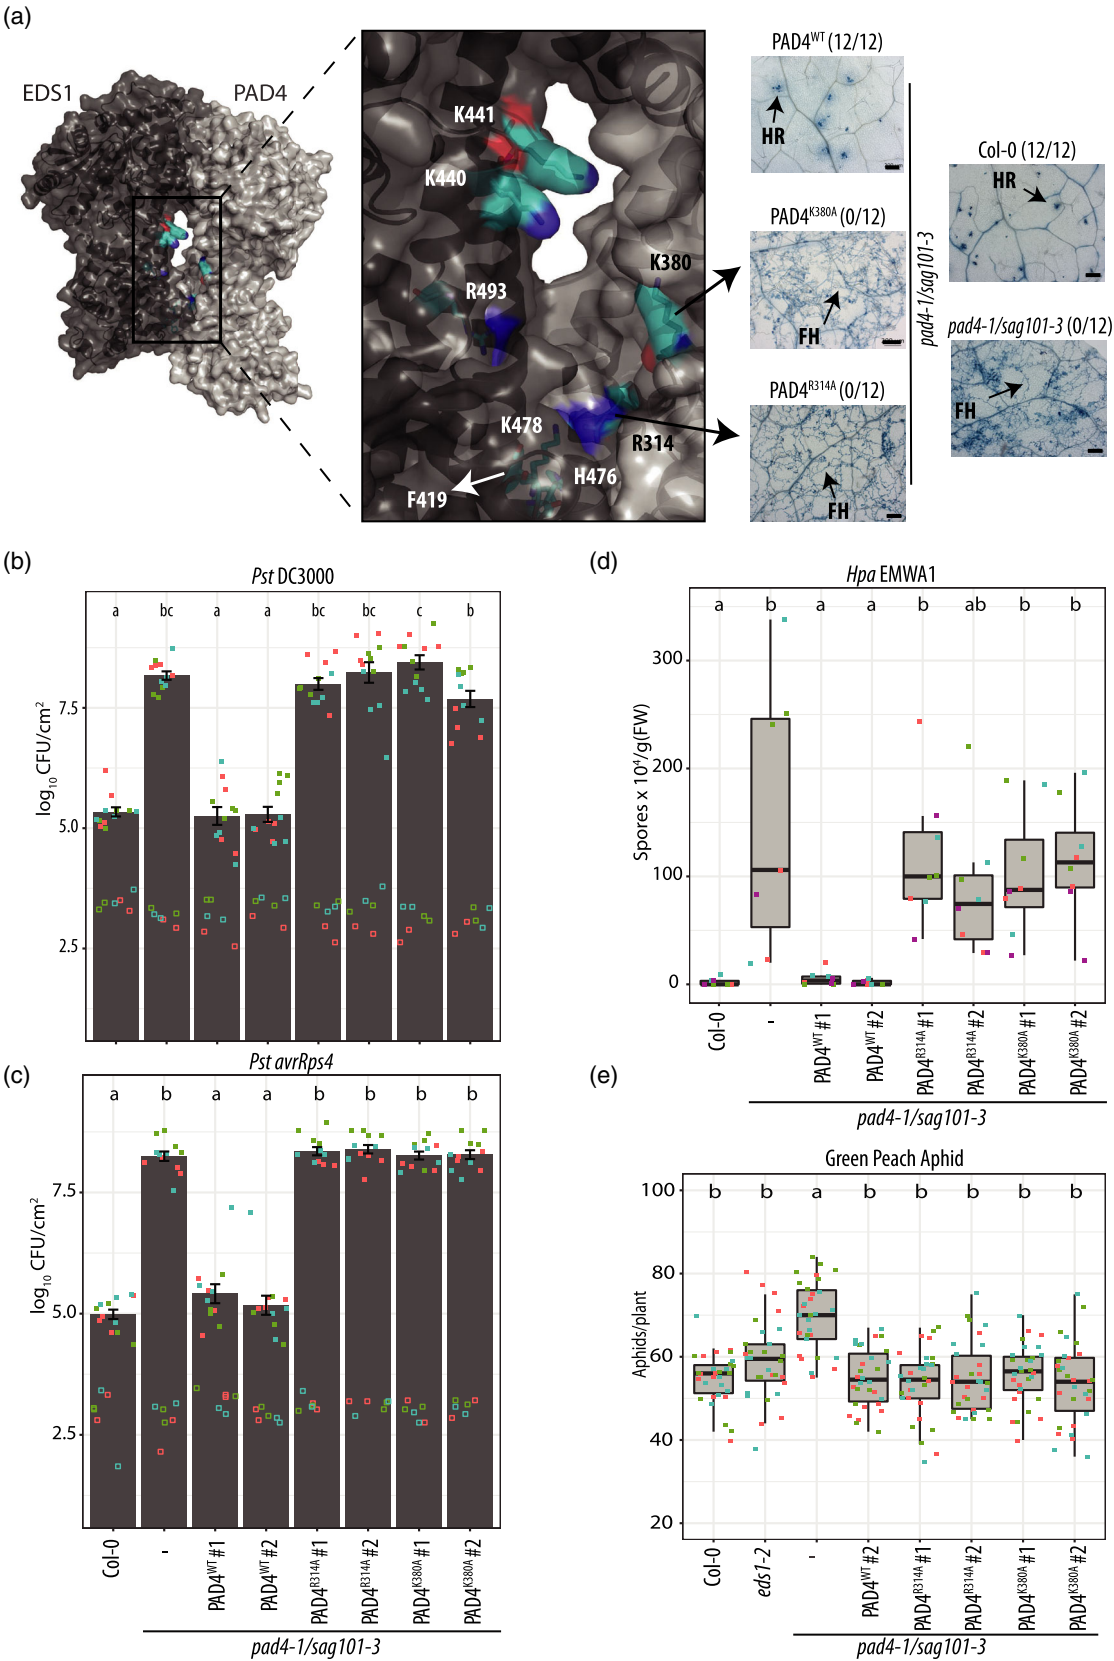 (a)
EDS1
PAD4
K441
K440
K380
R493
K478
R314
H476
F419
PAD4WT (12/12)
HR
PAD4K380A (0/12)
FH
PAD4R314A (0/12)
FH
pad4-1/sag101-3
Col-0 (12/12)
HR
pad4-1/sag101-3 (0/12)
FH
(b)
Pst DC3000
a bc a a bc bc c b
log10 CFU/cm2
7.5
5.0
2.5
(c)
Pst avrRps4
a b a a b b b b
log10 CFU/cm2
7.5
5.0
2.5
Col-0
-
PAD4WT #1
PAD4WT #2
PAD4R314A #1
PAD4R314A #2
PAD4K380A #1
PAD4K380A #2
pad4-1/sag101-3
(d)
Hpa EMWA1
a b a a b ab b b
Spores x 104/g(FW)
300
200
100
0
Col-0
-
PAD4WT #1
PAD4WT #2
PAD4R314A #1
PAD4R314A #2
PAD4K380A #1
PAD4K380A #2
pad4-1/sag101-3
(e)
Green Peach Aphid
b b a b b b b b
Aphids/plant
100
80
60
40
20
Col-0
eds1-2
-
PAD4WT #2
PAD4R314A #1
PAD4R314A #2
PAD4K380A #1
PAD4K380A #2
pad4-1/sag101-3